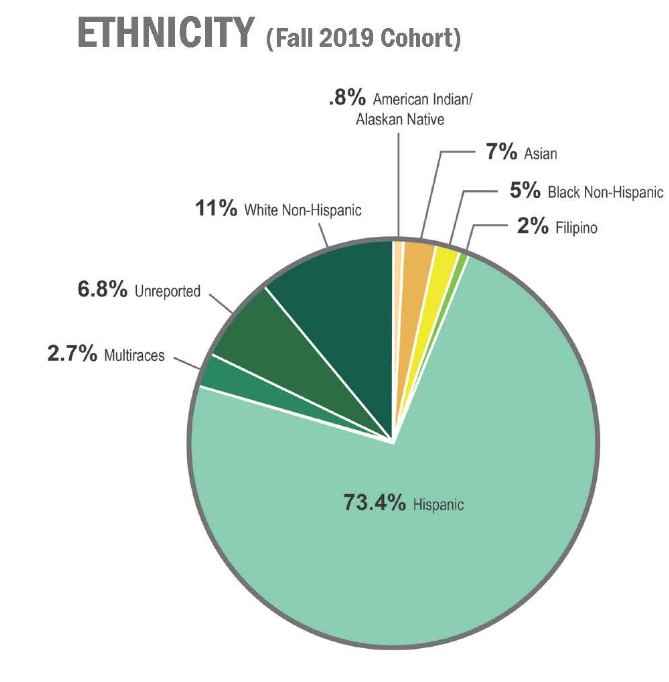 ETHNICITY (Fall 2019 Cohort)
.8% American Indian/
Alaskan Native
7% Asian
5% Black Non-Hispanic
2% Filipino
11% White Non-Hispanic
6.8% Unreported
2.7% Multiraces
73.4% Hispanic